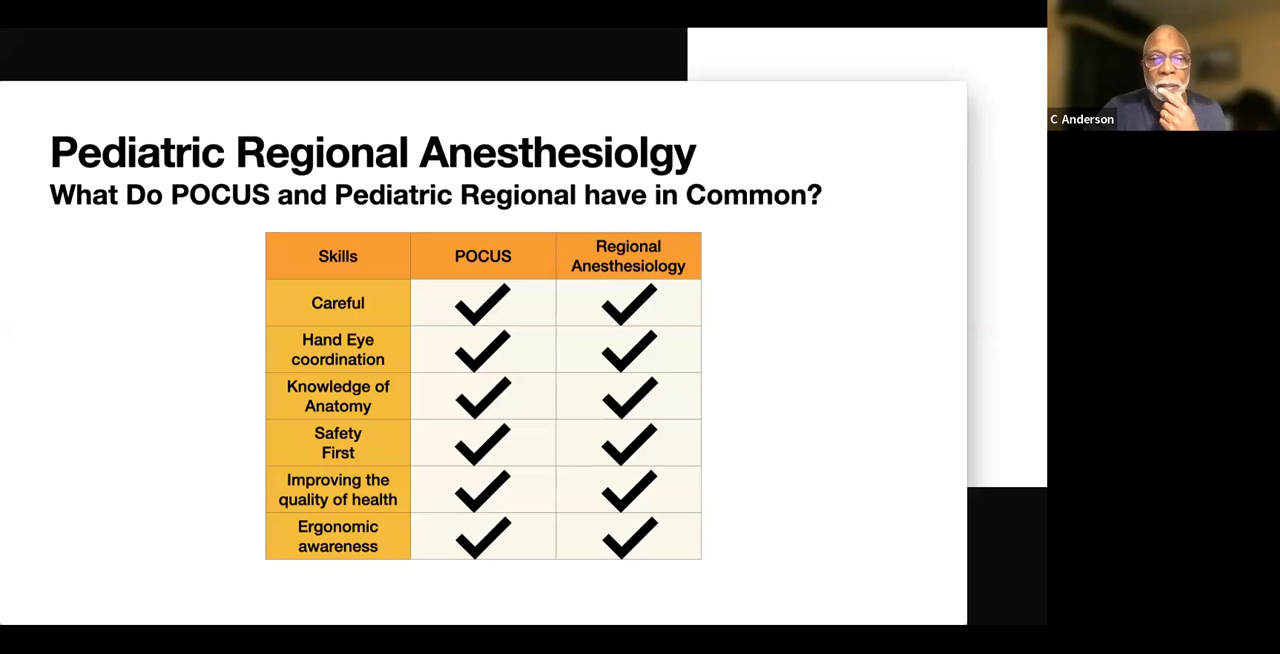 Pediatric Regional Anesthesiolgy
What Do POCUS and Pediatric Regional have in Common?
Skills
POCUS
Regional
Anesthesiology
Careful
Hand Eye
coordination
Knowledge of
Anatomy
Safety
First
Improving the
quality of health
Ergonomic
awareness
C Anderson